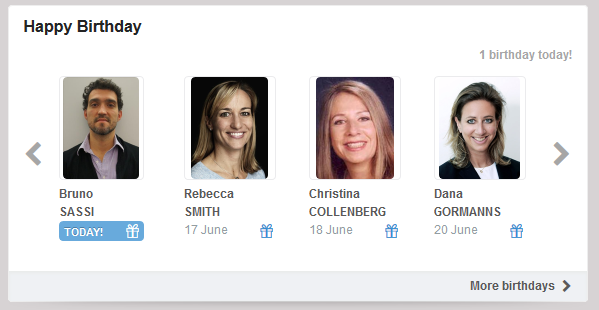 Happy Birthday
1 birthday today!
Bruno
SASSI
TODAY!
Rebecca
SMITH
17 June
Christina
COLLENBERG
18 June
Dana
GORMANNS
20 June
More birthdays